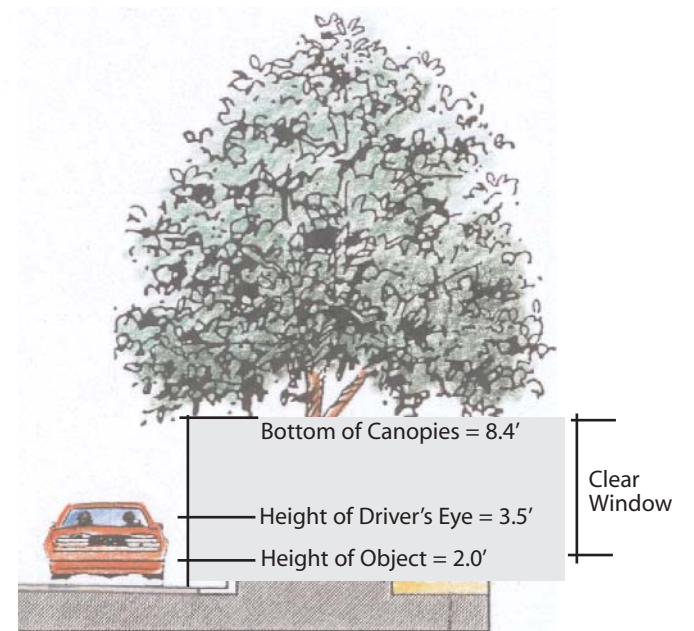 Bottom of Canopies = 8.4′
Clear
Window
Height of Driver’s Eye = 3.5′
Height of Object = 2.0′